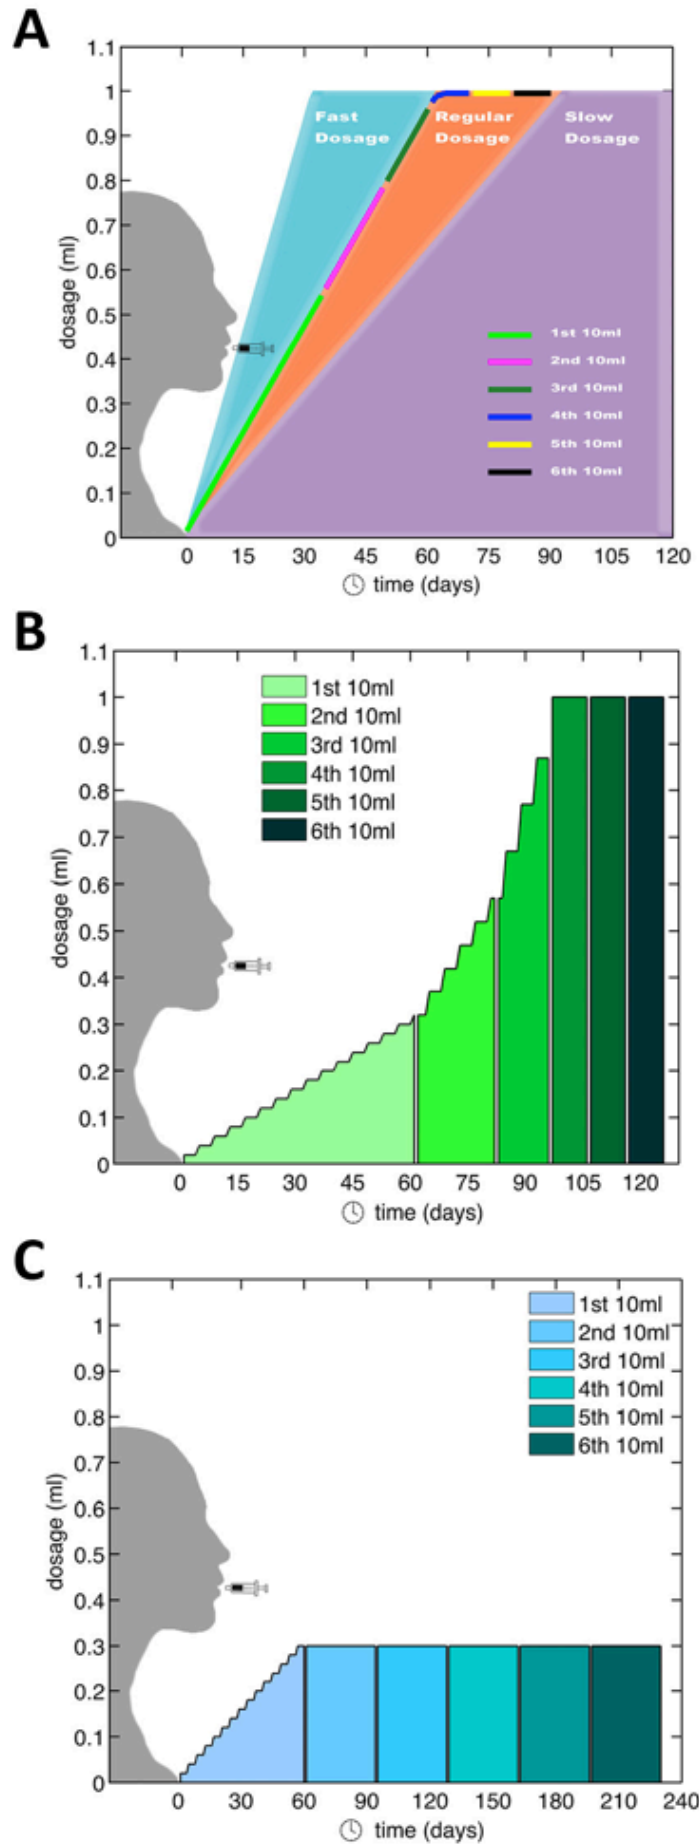 A
1.1
1
0.9
0.8
0.7
0.6
0.5
0.4
0.3
0.2
0.1
0
dosage (ml)
Fast
Dosage
Regular
Dosage
Slow
Dosage
1st 10ml
2nd 10ml
3rd 10ml
4th 10ml
5th 10ml
6th 10ml
0 15 30 45 60 75 90 105 120
time (days)
B
1.1
1
0.9
0.8
0.7
0.6
0.5
0.4
0.3
0.2
0.1
0
dosage (ml)
1st 10ml
2nd 10ml
3rd 10ml
4th 10ml
5th 10ml
6th 10ml
0 15 30 45 60 75 90 105 120
time (days)
C
1.1
1
0.9
0.8
0.7
0.6
0.5
0.4
0.3
0.2
0.1
0
dosage (ml)
1st 10ml
2nd 10ml
3rd 10ml
4th 10ml
5th 10ml
6th 10ml
0 30 60 90 120 150 180 210 240
time (days)